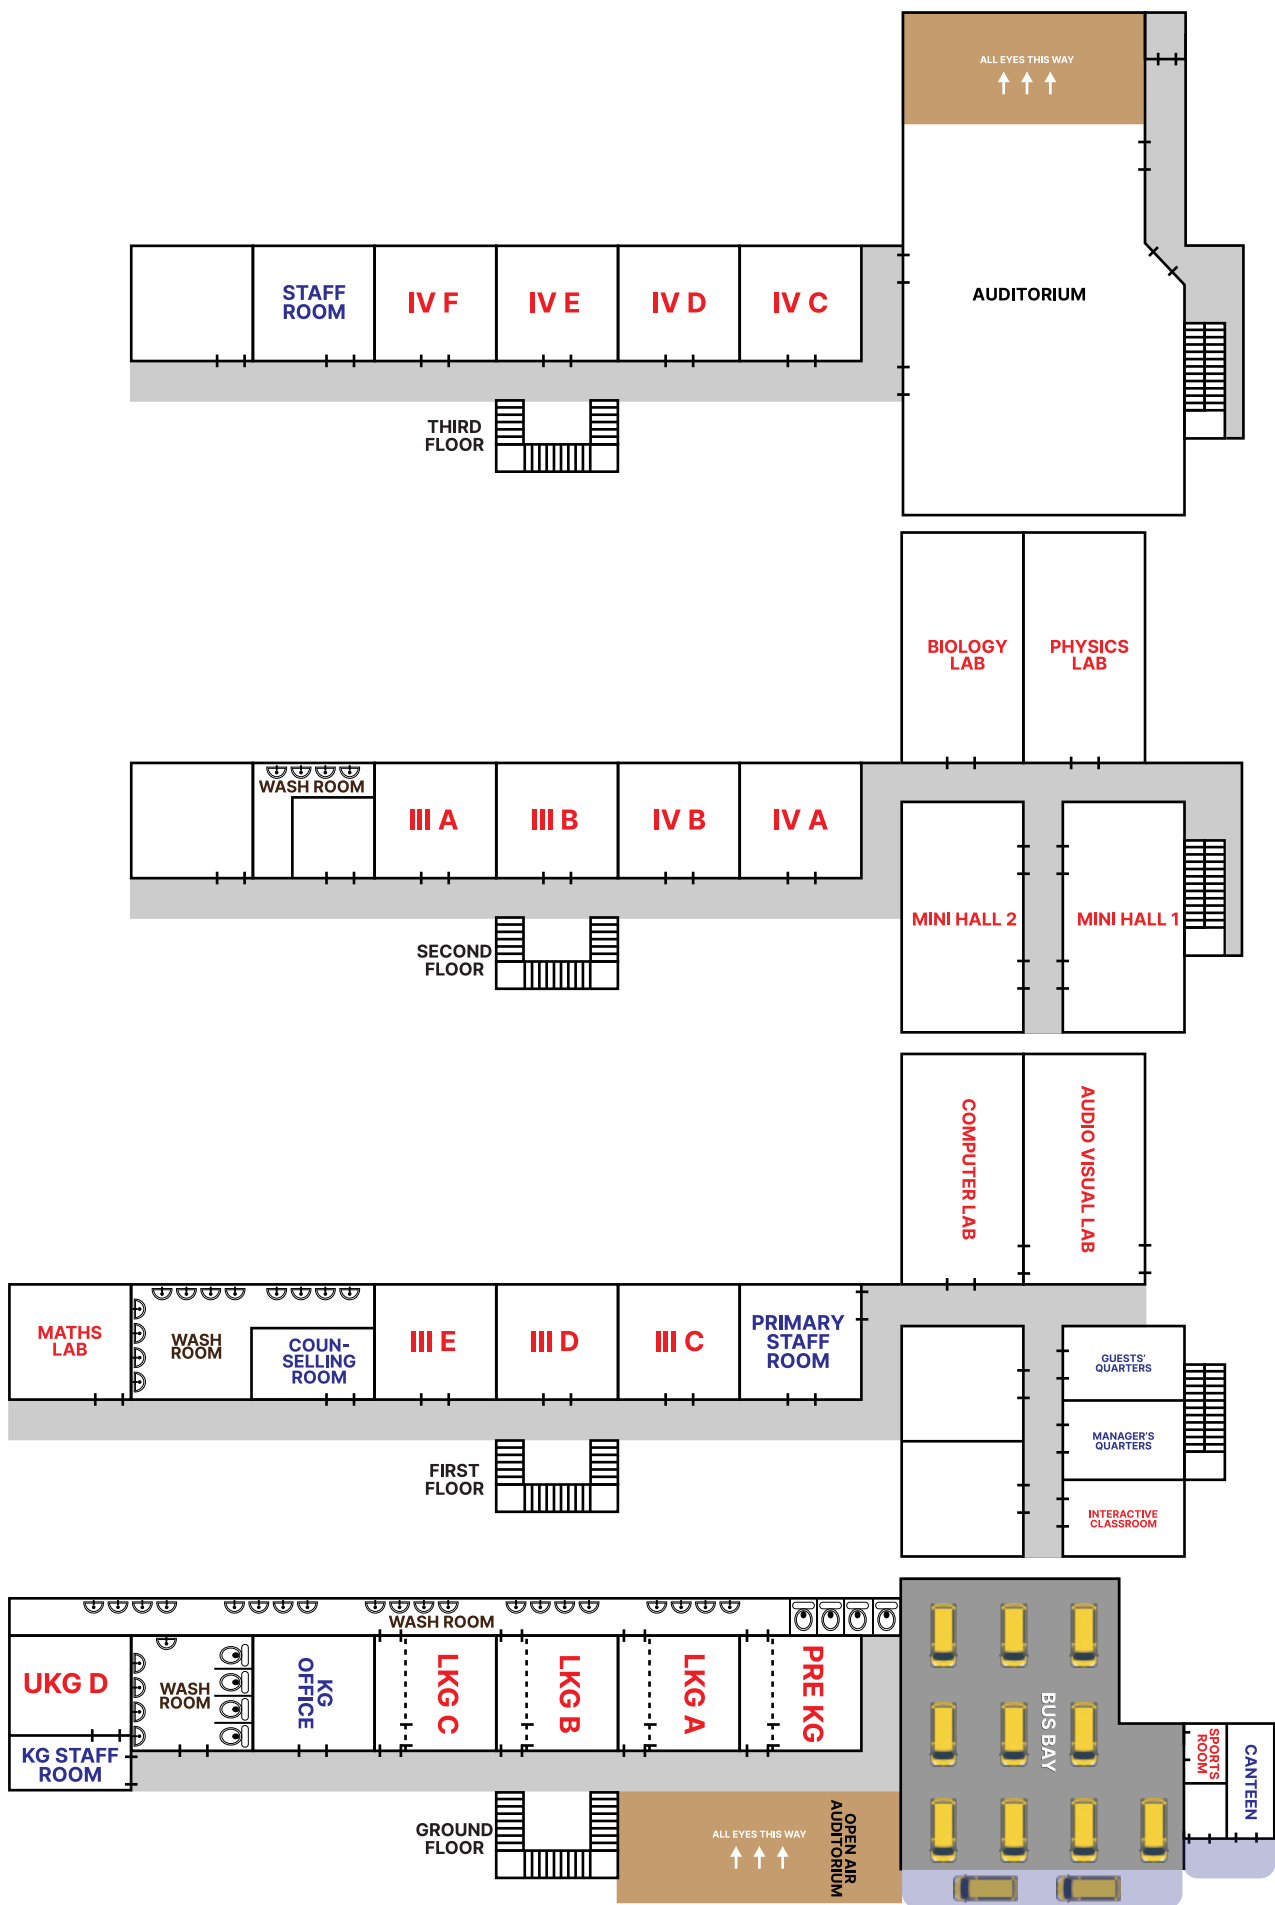 ALL EYES THIS WAY
AUDITORIUM
STAFF
ROOM
IV F
IV E
IV D
IV C
THIRD
FLOOR
BIOLOGY
LAB
PHYSICS
LAB
WASH ROOM
III A
III B
IV B
IV A
MINI HALL 2
MINI HALL 1
SECOND
FLOOR
COMPUTER LAB
AUDIO VISUAL LAB
MATHS
LAB
WASH
ROOM
COUN-
SELLING
ROOM
III E
III D
III C
PRIMARY
STAFF
ROOM
GUESTS'
QUARTERS
MANAGER'S
QUARTERS
INTERACTIVE
CLASSROOM
FIRST
FLOOR
WASH ROOM
UKG D
WASH
ROOM
KG
OFFICE
LKG C
LKG B
LKG A
PRE KG
KG STAFF
ROOM
BUS BAY
SPORTS
ROOM
CANTEEN
GROUND
FLOOR
ALL EYES THIS WAY
OPEN AIR
AUDITORIUM